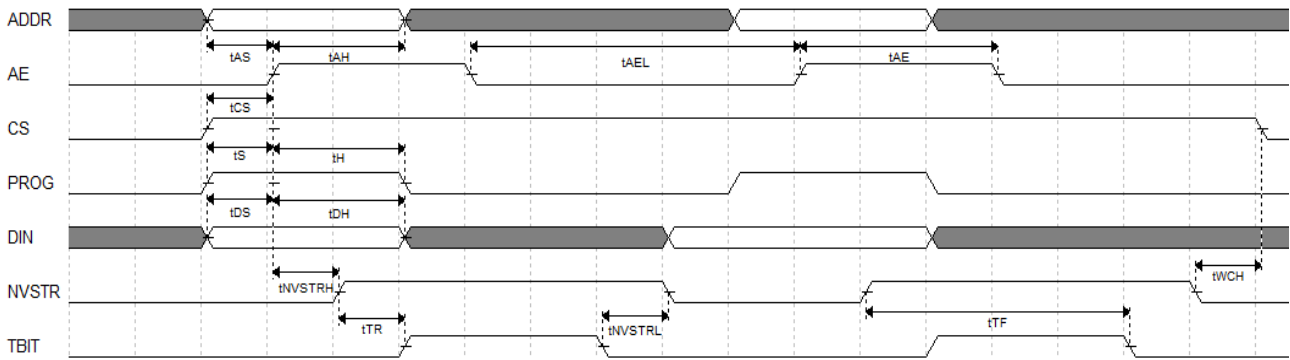 ADDR
tAS tAH
tAEL tAE
AE
tCS
CS
tS tH
PROG
tDS tDH
DIN
tNVSTRH tWCH
NVSTR
tTR tNVSTRL tTF
TBIT